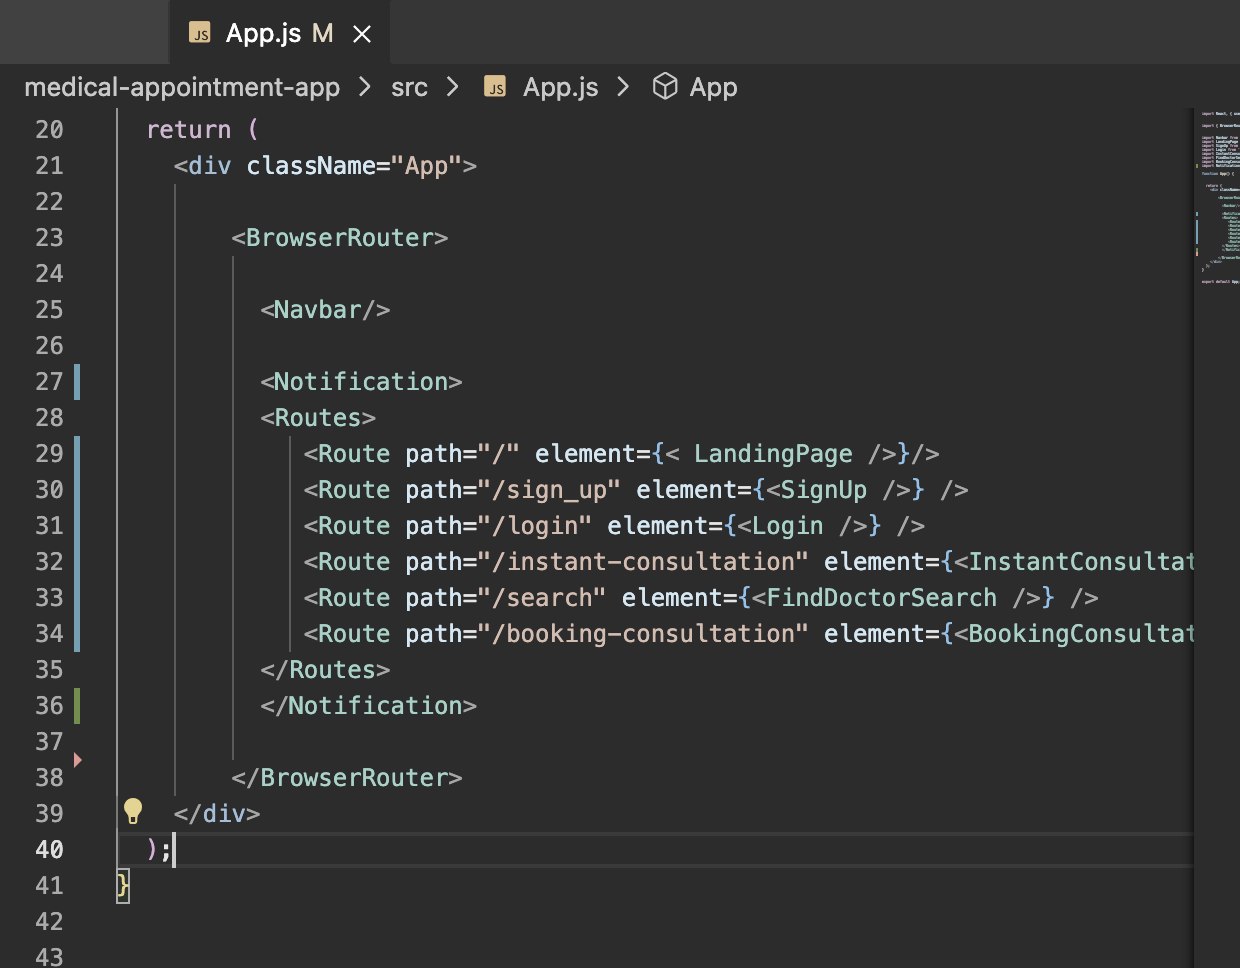 JS App.js M
medical-appointment-app > src > JS App.js > App
20 return (
21 <div className="App">
22
23 <BrowserRouter>
24
25 <Navbar/>
26
27 <Notification>
28 <Routes>
29 <Route path="/" element={< LandingPage />}/>
30 <Route path="/sign_up" element={<SignUp />} />
31 <Route path="/login" element={<Login />} />
32 <Route path="/instant-consultation" element={<InstantConsultat
33 <Route path="/search" element={<FindDoctorSearch />} />
34 <Route path="/booking-consultation" element={<BookingConsultat
35 </Routes>
36 </Notification>
37
38 </BrowserRouter>
39 </div>
40 );
41 }
42
43